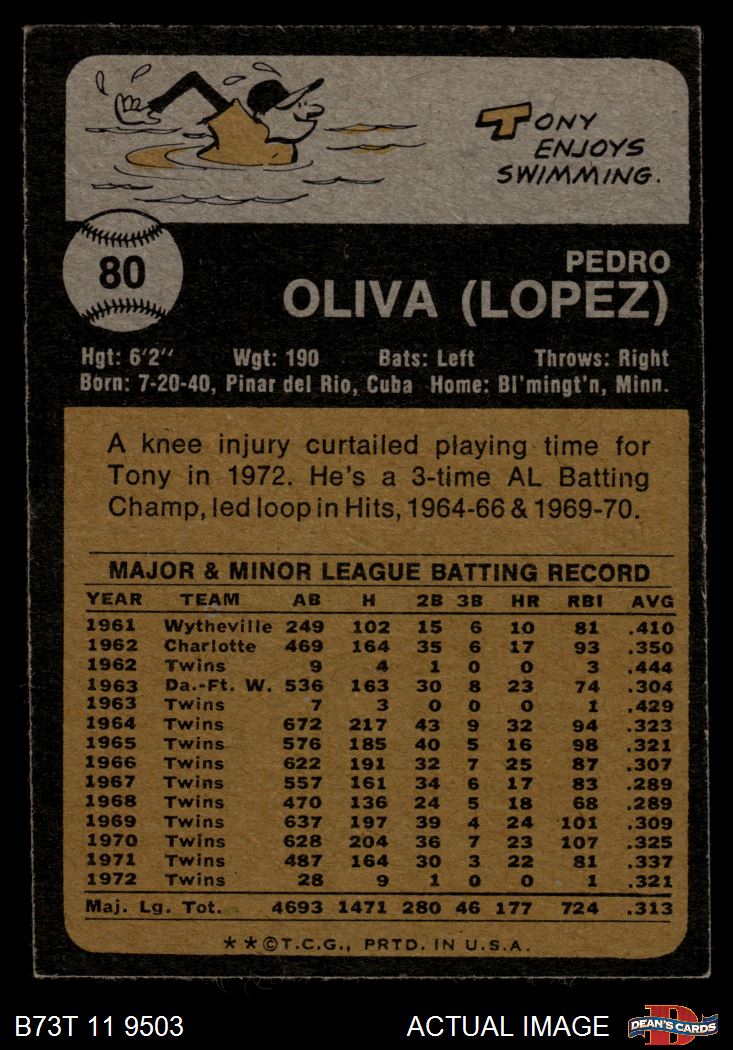 TONY
ENJOYS
SWIMMING.
80
PEDRO
OLIVA (LOPEZ)
Hgt: 6'2" Wgt: 190 Bats: Left Throws: Right
Born: 7-20-40, Pinar del Rio, Cuba Home: Bl'mingt'n, Minn.
A knee injury curtailed playing time for
Tony in 1972. He's a 3-time AL Batting
Champ, led loop in Hits, 1964-66 & 1969-70.
MAJOR & MINOR LEAGUE BATTING RECORD
YEAR TEAM AB H 2B 3B HR RBI AVG
1961 Wytheville 249 102 15 6 10 81 .410
1962 Charlotte 469 164 35 6 17 93 .350
1962 Twins 9 4 1 0 0 3 .444
1963 Da.-Ft. W. 536 163 30 8 23 74 .304
1963 Twins 7 3 0 0 0 1 .429
1964 Twins 672 217 43 9 32 94 .323
1965 Twins 576 185 40 5 16 98 .321
1966 Twins 622 191 32 7 25 87 .307
1967 Twins 557 161 34 6 17 83 .289
1968 Twins 470 136 24 5 18 68 .289
1969 Twins 637 197 39 4 24 101 .309
1970 Twins 628 204 36 7 23 107 .325
1971 Twins 487 164 30 3 22 81 .337
1972 Twins 28 9 1 0 0 1 .321
Maj. Lg. Tot. 4693 1471 280 46 177 724 .313
**©T.C.G., PRTD. IN U.S.A.
B73T 11 9503 ACTUAL IMAGE D DEAN'S CARDS